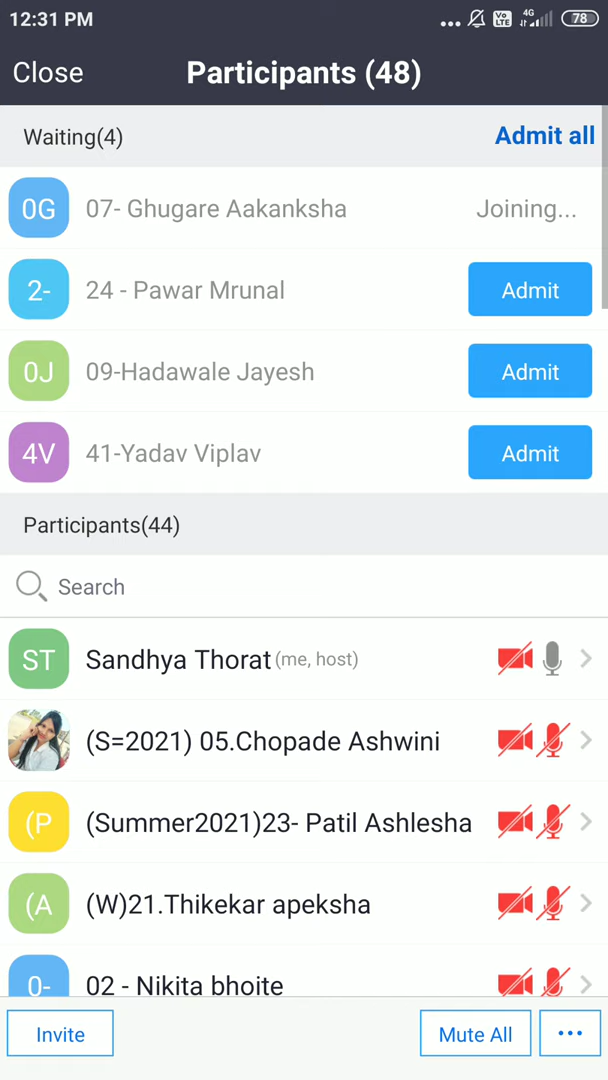 12:31 PM
Vo LTE 4G 78
Close Participants (48)
Waiting(4) Admit all
0G 07- Ghugare Aakanksha Joining...
2- 24 - Pawar Mrunal Admit
0J 09-Hadawale Jayesh Admit
4V 41-Yadav Viplav Admit
Participants(44)
Search
ST Sandhya Thorat (me, host)
(S=2021) 05.Chopade Ashwini
(P (Summer2021)23- Patil Ashlesha
(A (W)21.Thikekar apeksha
0- 02 - Nikita bhoite
Invite Mute All ...